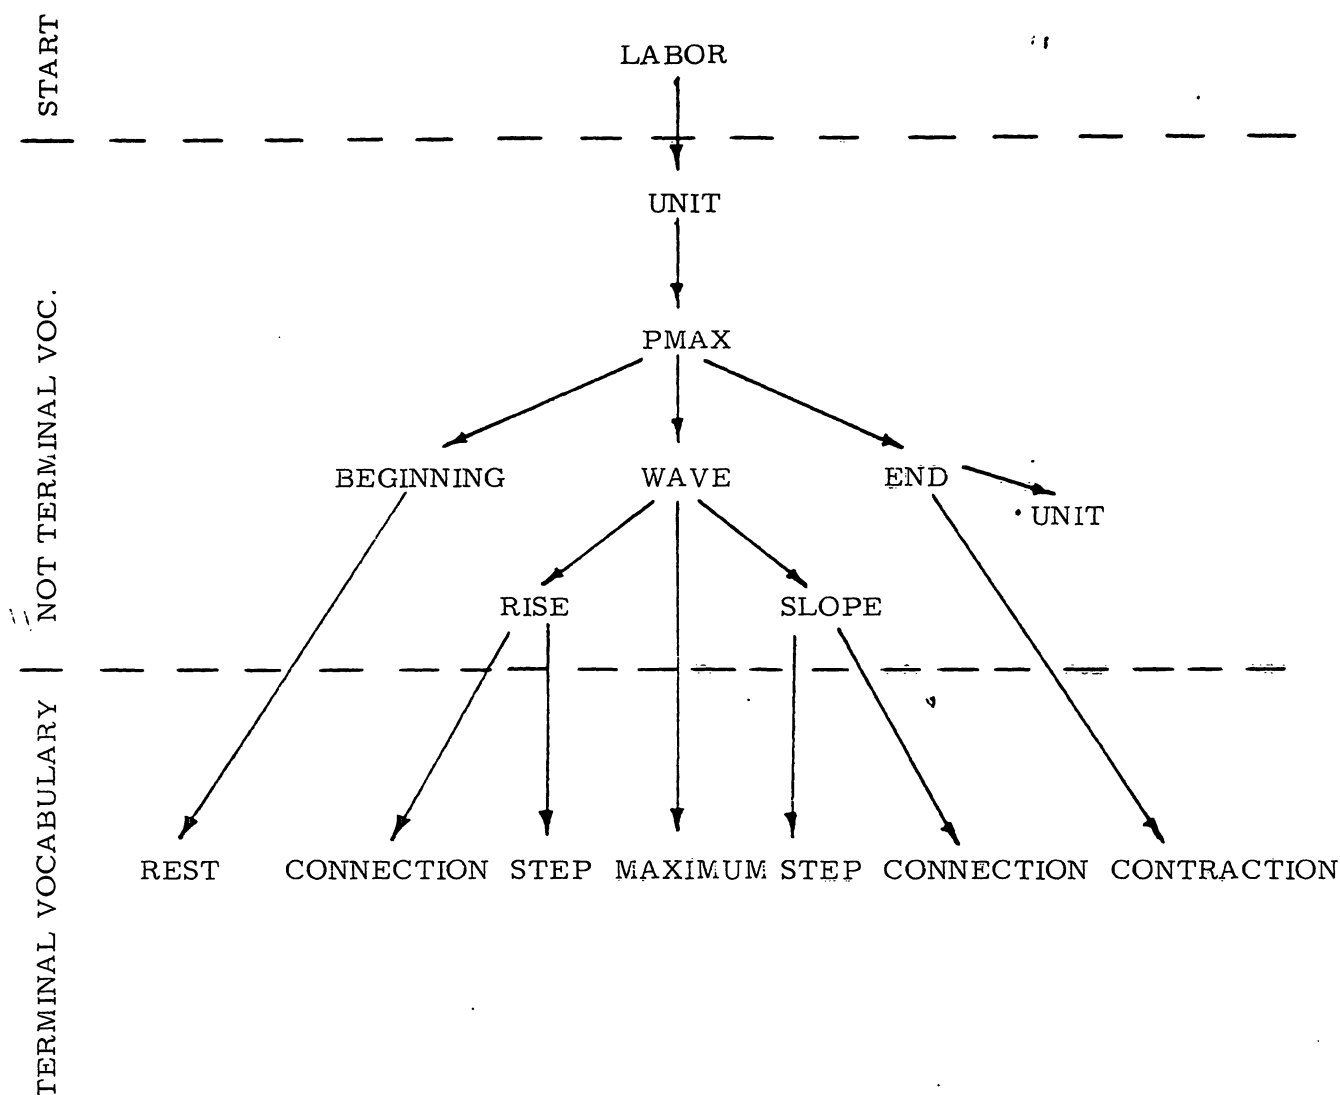 START
LABOR
UNIT
NOT TERMINAL VOC.
PMAX
BEGINNING WAVE END
UNIT
RISE SLOPE
TERMINAL VOCABULARY
REST CONNECTION STEP MAXIMUM STEP CONNECTION CONTRACTION